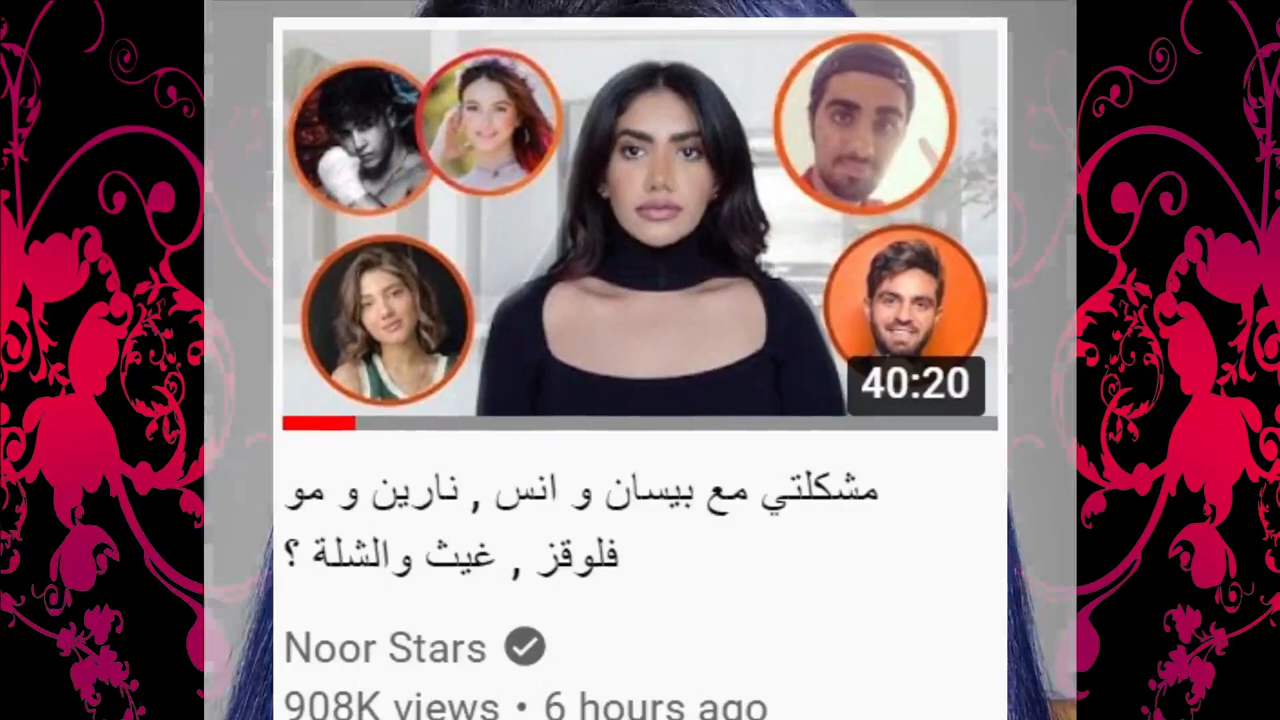 40:20
مشكلتي مع بيسان و انس , نارين و مو
فلوقز , غيث والشلة ؟
Noor Stars
908K views • 6 hours ago